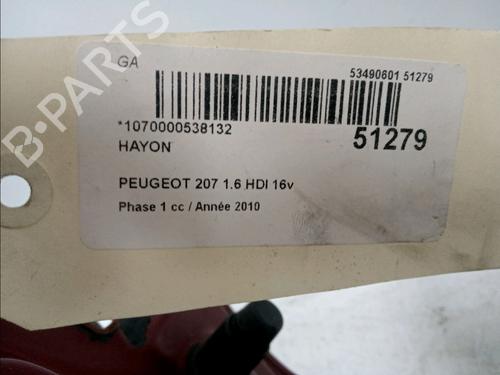 GA
53490601 51279
*1070000538132
51279
HAYON
PEUGEOT 207 1.6 HDI 16v
Phase 1 cc / Année 2010
B-PARTS